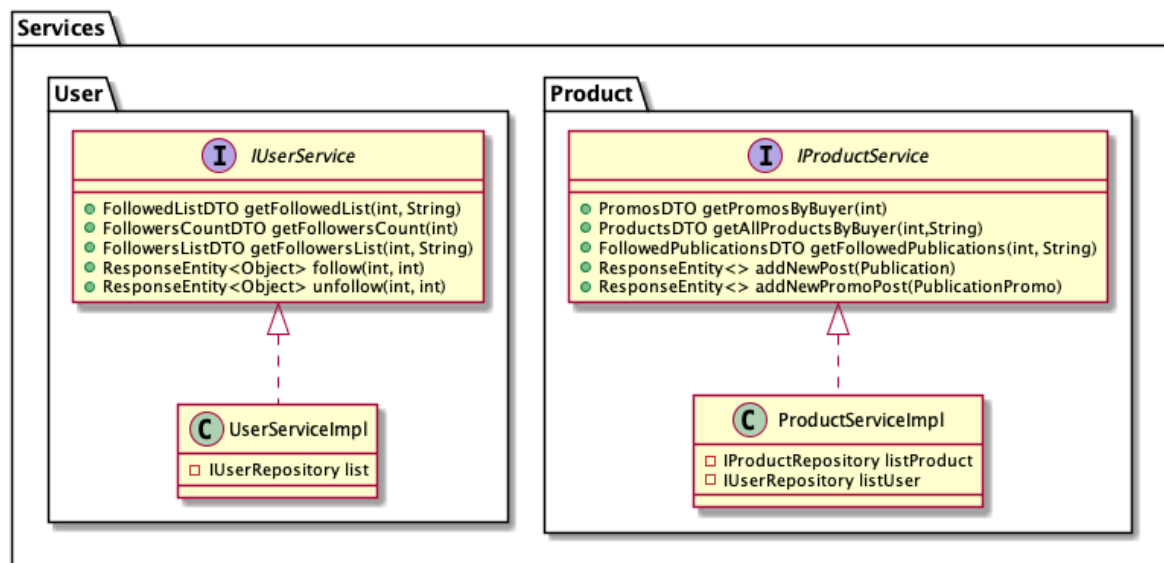 Services
User
I IUserService
FollowedListDTO getFollowedList(int, String)
FollowersCountDTO getFollowersCount(int)
FollowersListDTO getFollowersList(int, String)
ResponseEntity<Object> follow(int, int)
ResponseEntity<Object> unfollow(int, int)
C UserServiceImpl
IUserRepository list
Product
I IProductService
PromosDTO getPromosByBuyer(int)
ProductsDTO getAllProductsByBuyer(int,String)
FollowedPublicationsDTO getFollowedPublications(int, String)
ResponseEntity<> addNewPost(Publication)
ResponseEntity<> addNewPromoPost(PublicationPromo)
C ProductServiceImpl
IProductRepository listProduct
IUserRepository listUser